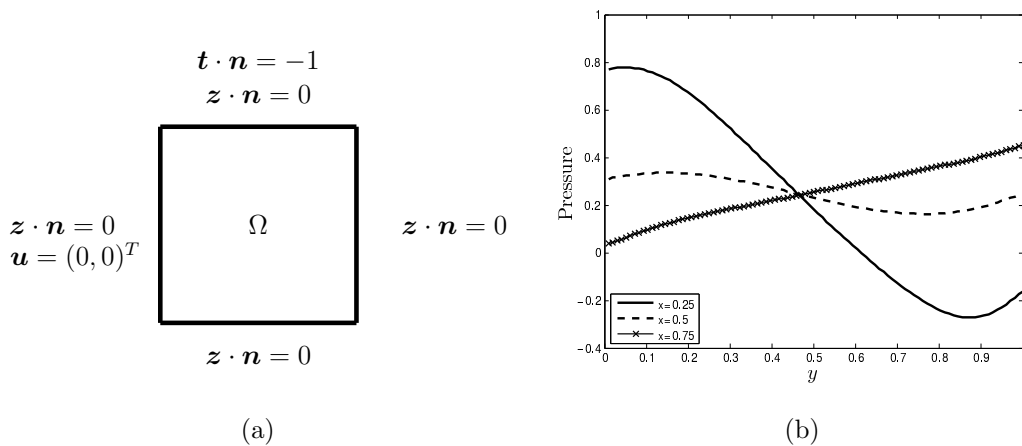 t · n = −1
z · n = 0
z · n = 0
u = (0, 0)^T
Ω
z · n = 0
z · n = 0
(a)
1
0.8
0.6
0.4
0.2
0
−0.2
−0.4
Pressure
x=0.25
x=0.5
x=0.75
0 0.1 0.2 0.3 0.4 0.5 0.6 0.7 0.8 0.9
y
(b)